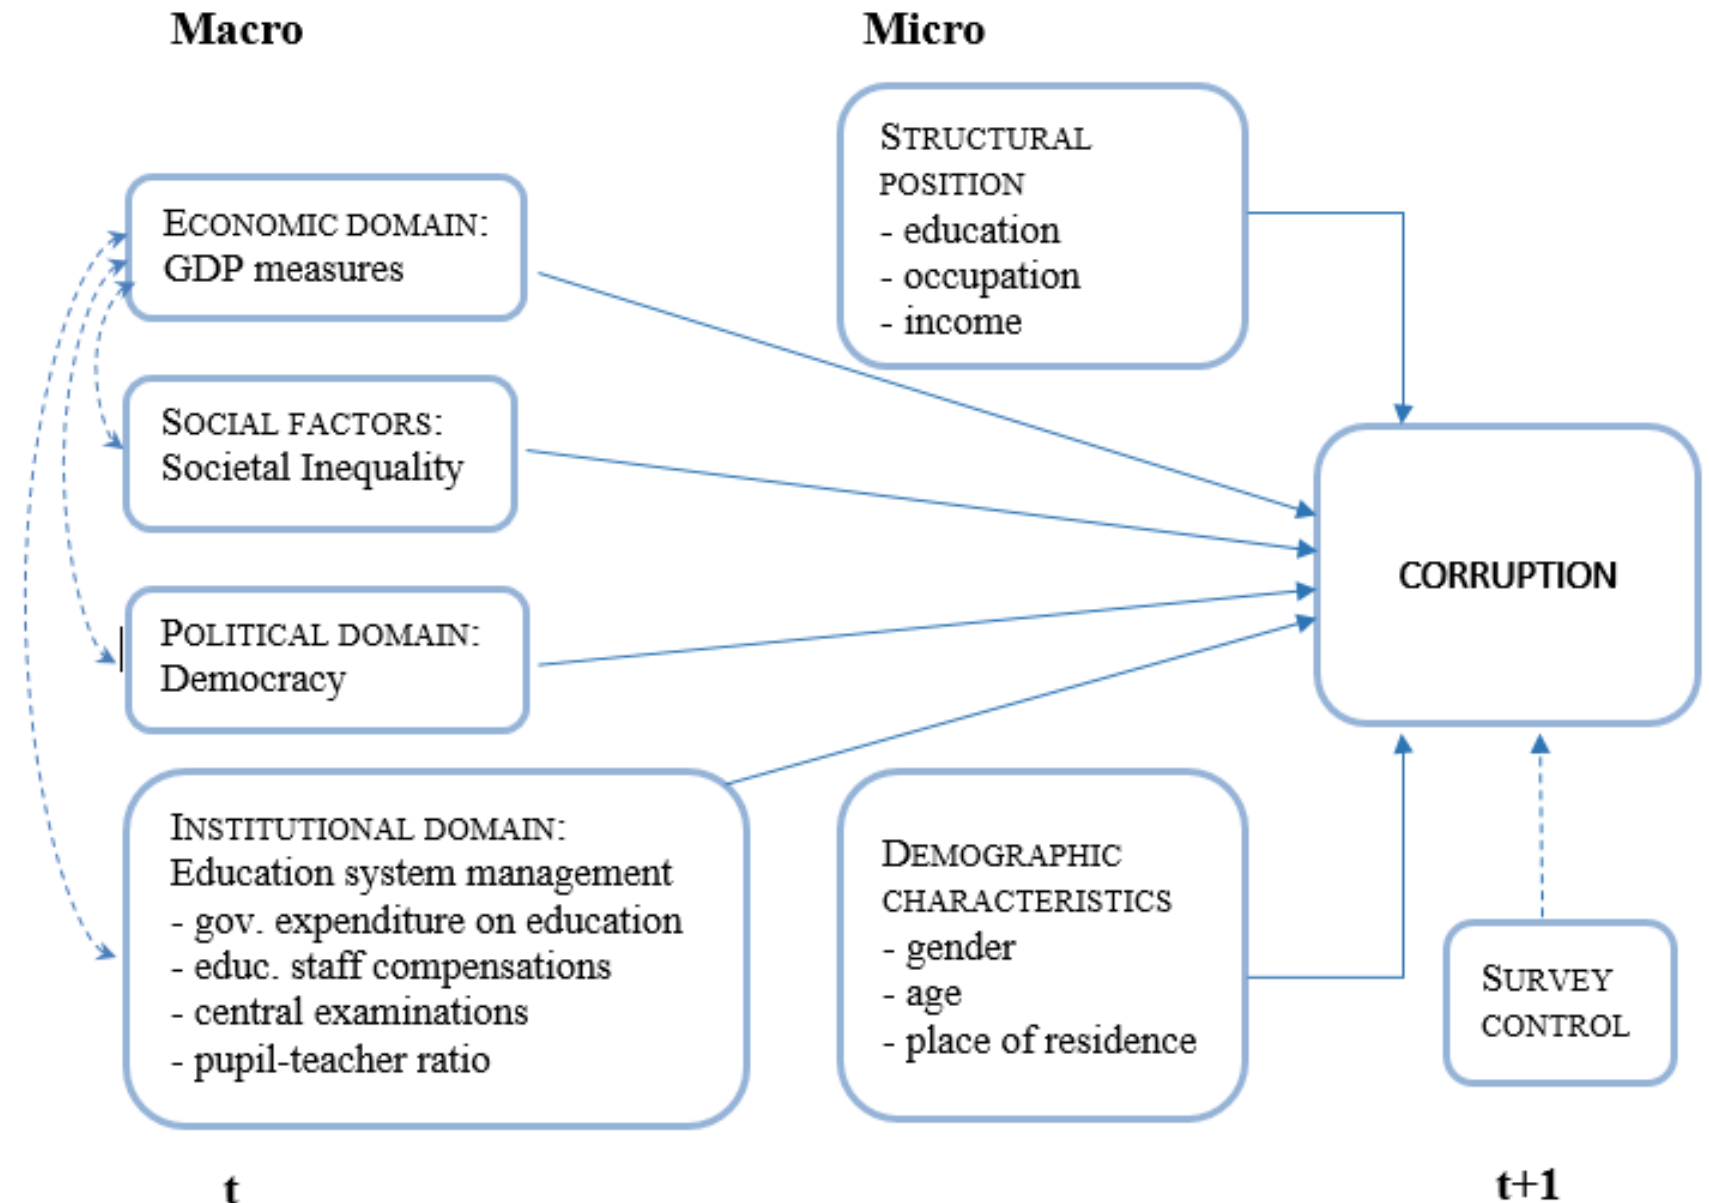 Macro
Micro
STRUCTURAL
POSITION
- education
- occupation
- income
ECONOMIC DOMAIN:
GDP measures
SOCIAL FACTORS:
Societal Inequality
POLITICAL DOMAIN:
Democracy
INSTITUTIONAL DOMAIN:
Education system management
- gov. expenditure on education
- educ. staff compensations
- central examinations
- pupil-teacher ratio
DEMOGRAPHIC
CHARACTERISTICS
- gender
- age
- place of residence
CORRUPTION
SURVEY
CONTROL
t
t+1